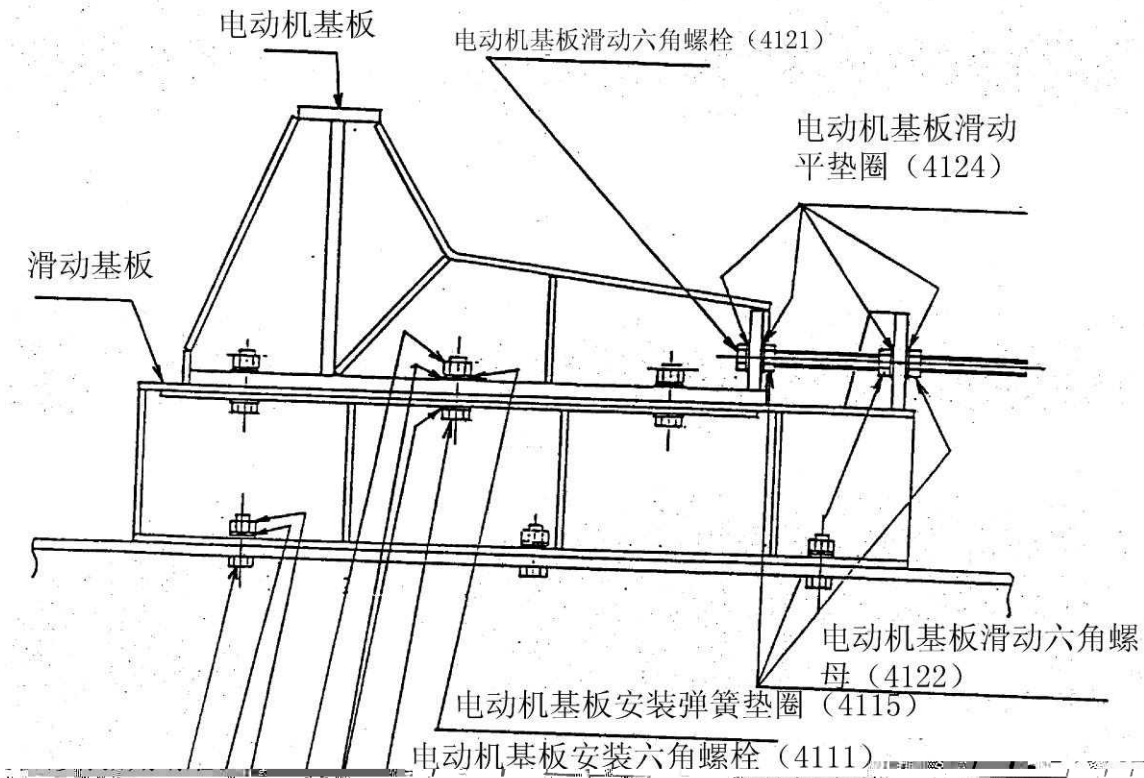 电动机基板
电动机基板滑动六角螺栓（4121）
电动机基板滑动
平垫圈（4124）
滑动基板
电动机基板滑动六角螺
母（4122）
电动机基板安装弹簧垫圈（4115）
电动机基板安装六角螺栓（4111）